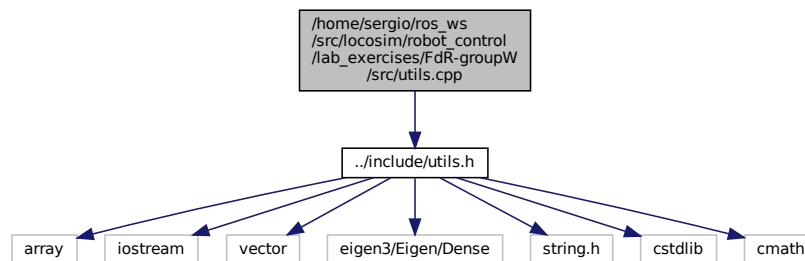 /home/sergio/ros_ws
/src/locosim/robot_control
/lab_exercises/FdR-groupW
/src/utils.cpp
../include/utils.h
array
iostream
vector
eigen3/Eigen/Dense
string.h
cstdlib
cmath